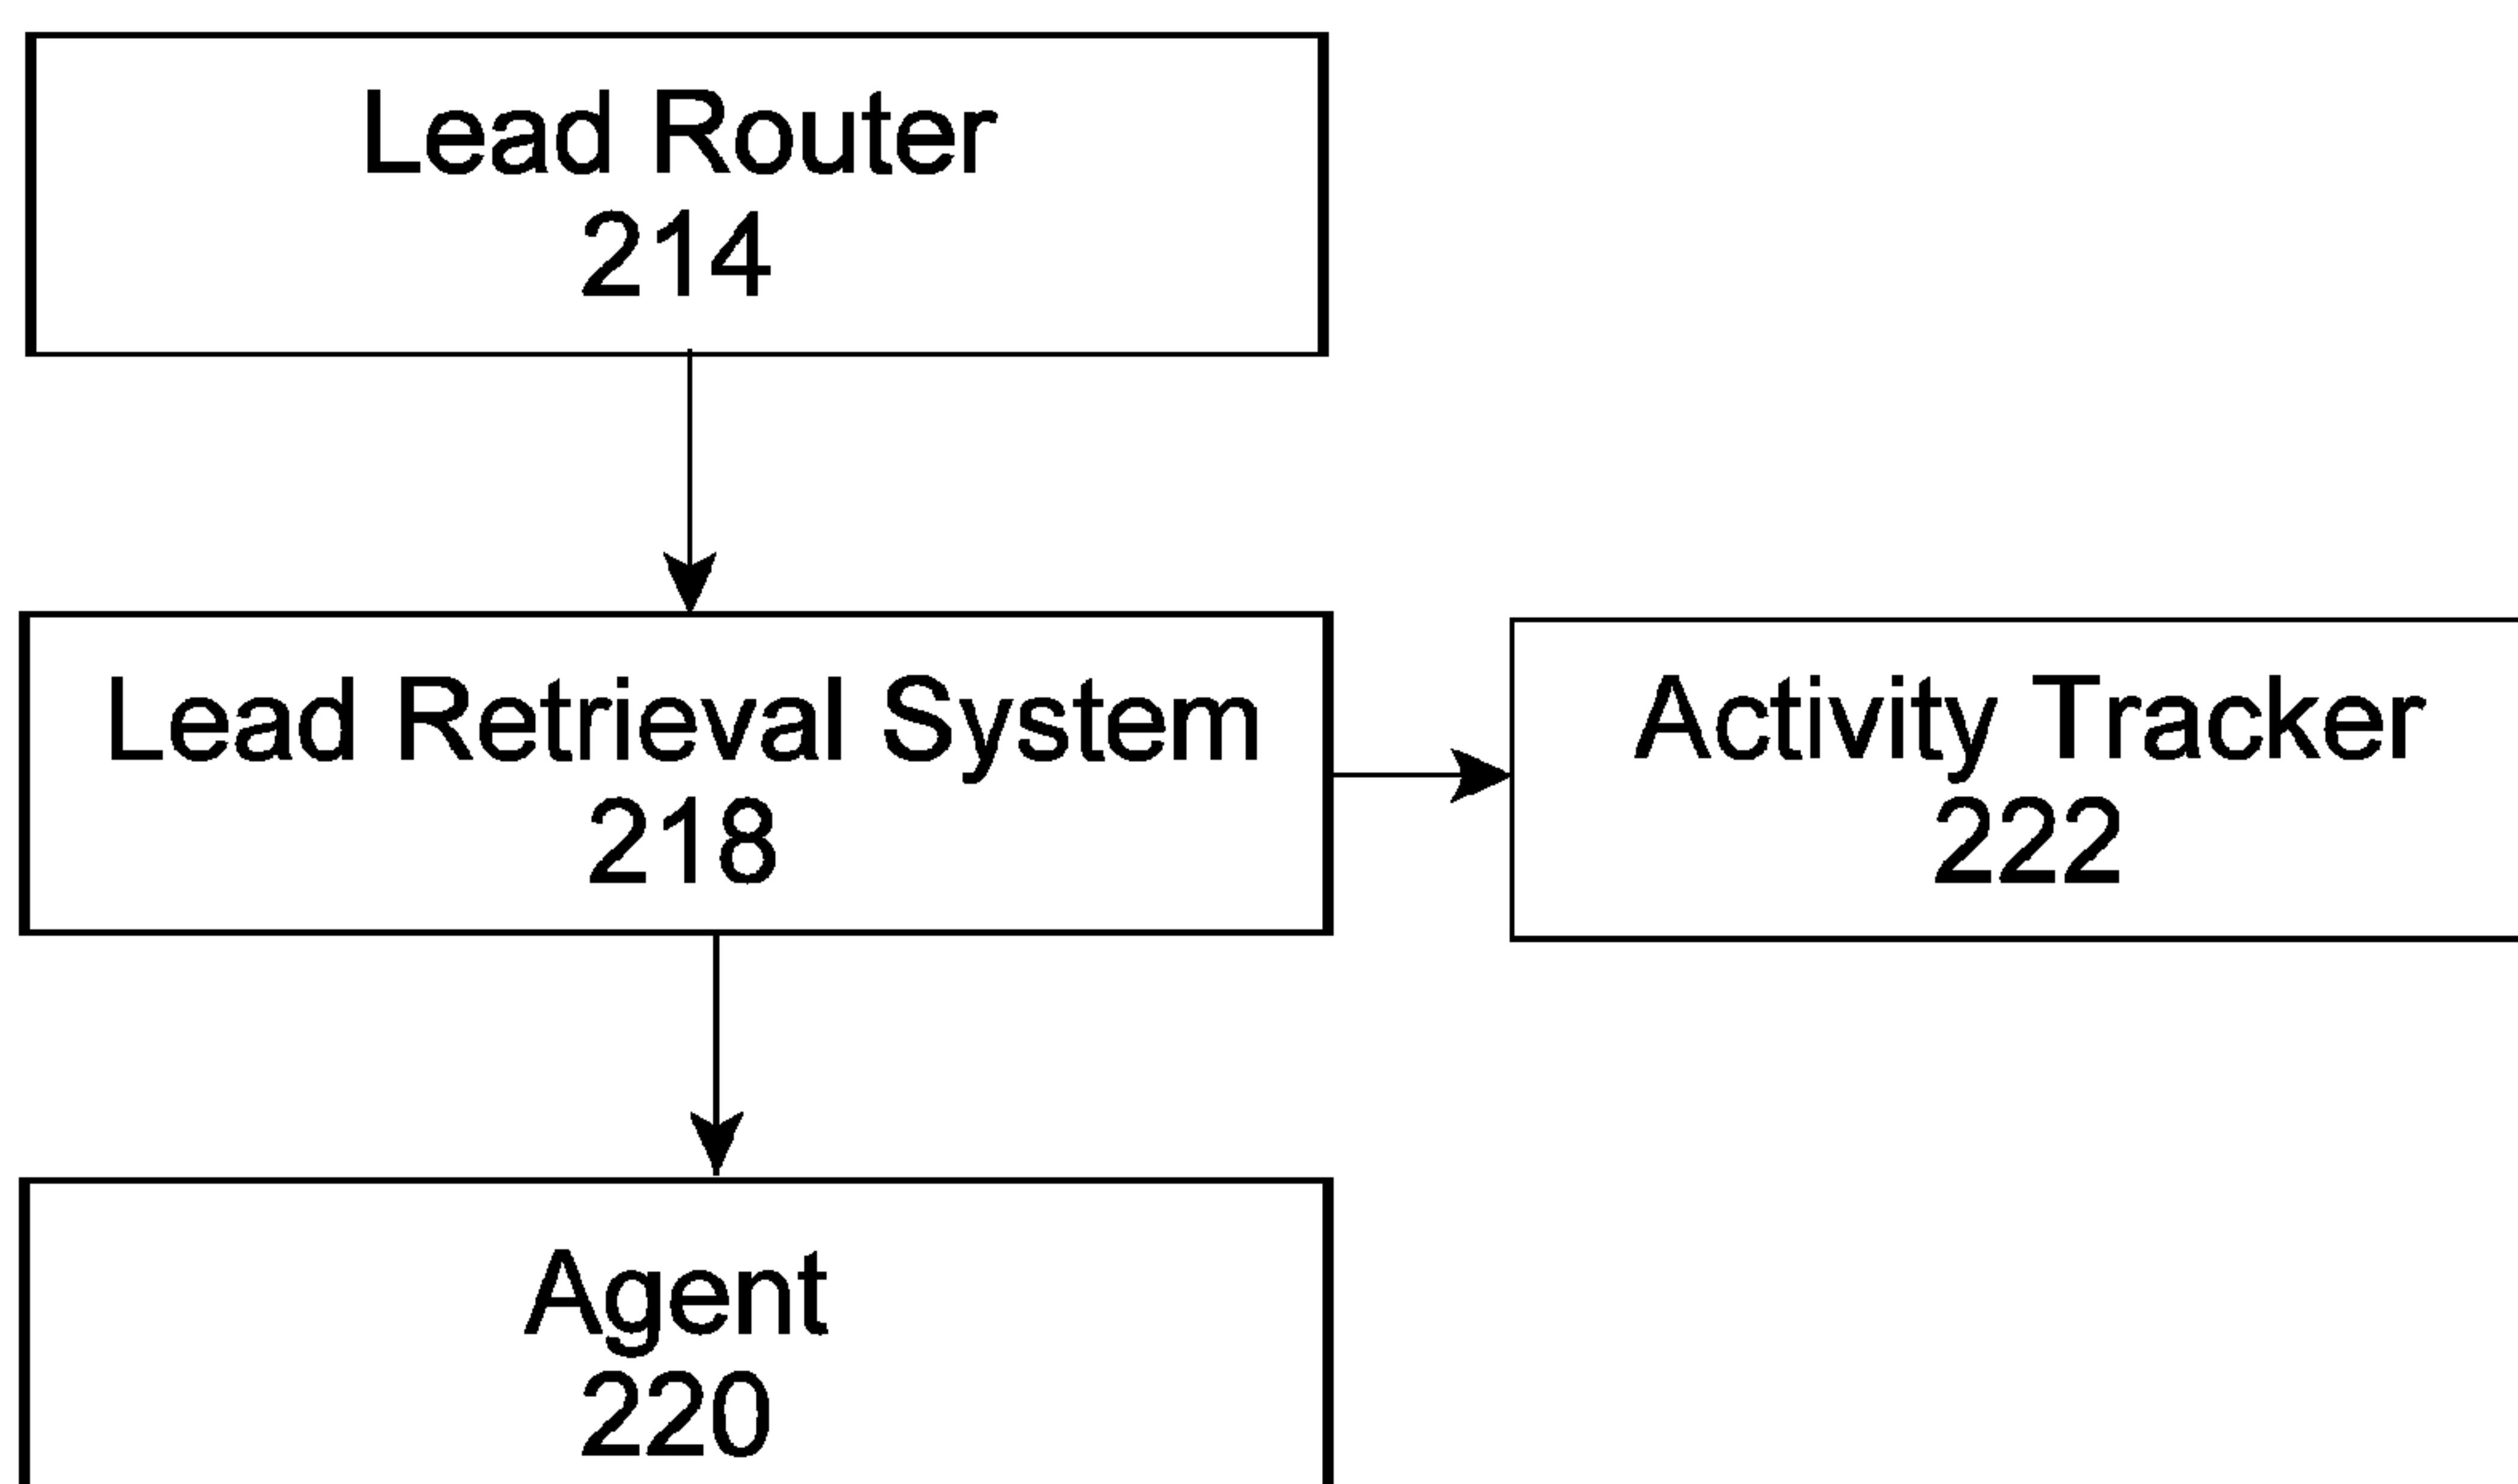 Lead Router
214
Lead Retrieval System
218
Activity Tracker
222
Agent
220